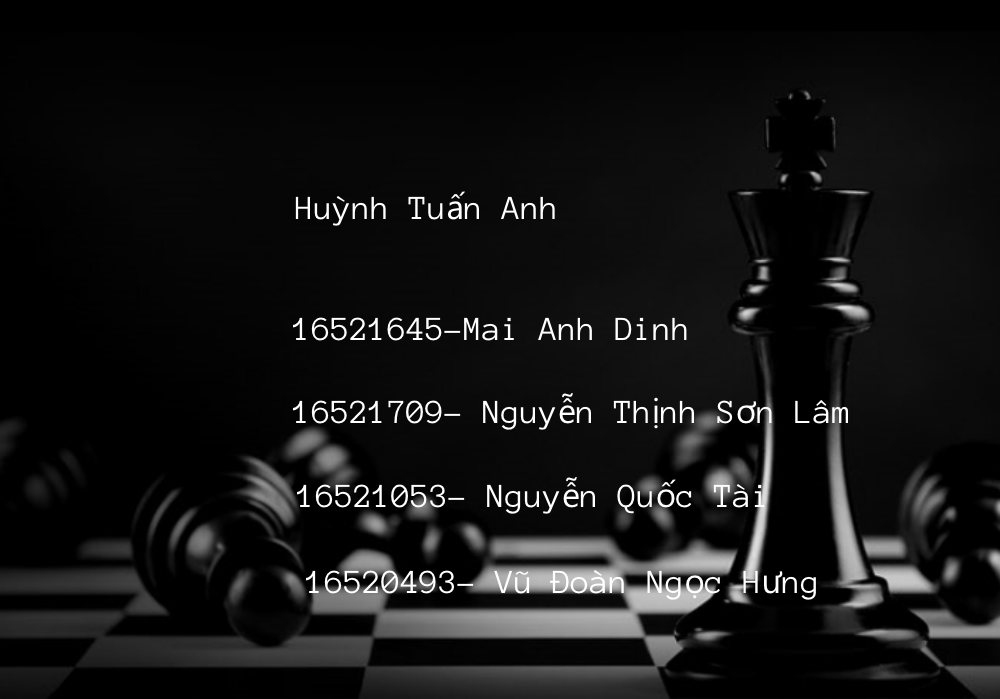 Huỳnh Tuấn Anh
16521645-Mai Anh Dinh
16521709- Nguyễn Thịnh Sơn Lâm
16521053- Nguyễn Quốc Tài
16520493- Vũ Đoàn Ngọc Hưng